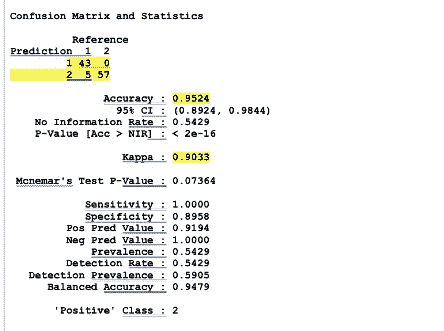 Confusion Matrix and Statistics
Reference
Prediction 1 2
1 43 0
2 5 57
Accuracy : 0.9524
95% CI : (0.8924, 0.9844)
No Information Rate : 0.5429
P-Value [Acc > NIR] : < 2e-16
Kappa : 0.9033
Mcnemar's Test P-Value : 0.07364
Sensitivity : 1.0000
Specificity : 0.8958
Pos Pred Value : 0.9194
Neg Pred Value : 1.0000
Prevalence : 0.5429
Detection Rate : 0.5429
Detection Prevalence : 0.5905
Balanced Accuracy : 0.9479
'Positive' Class : 2